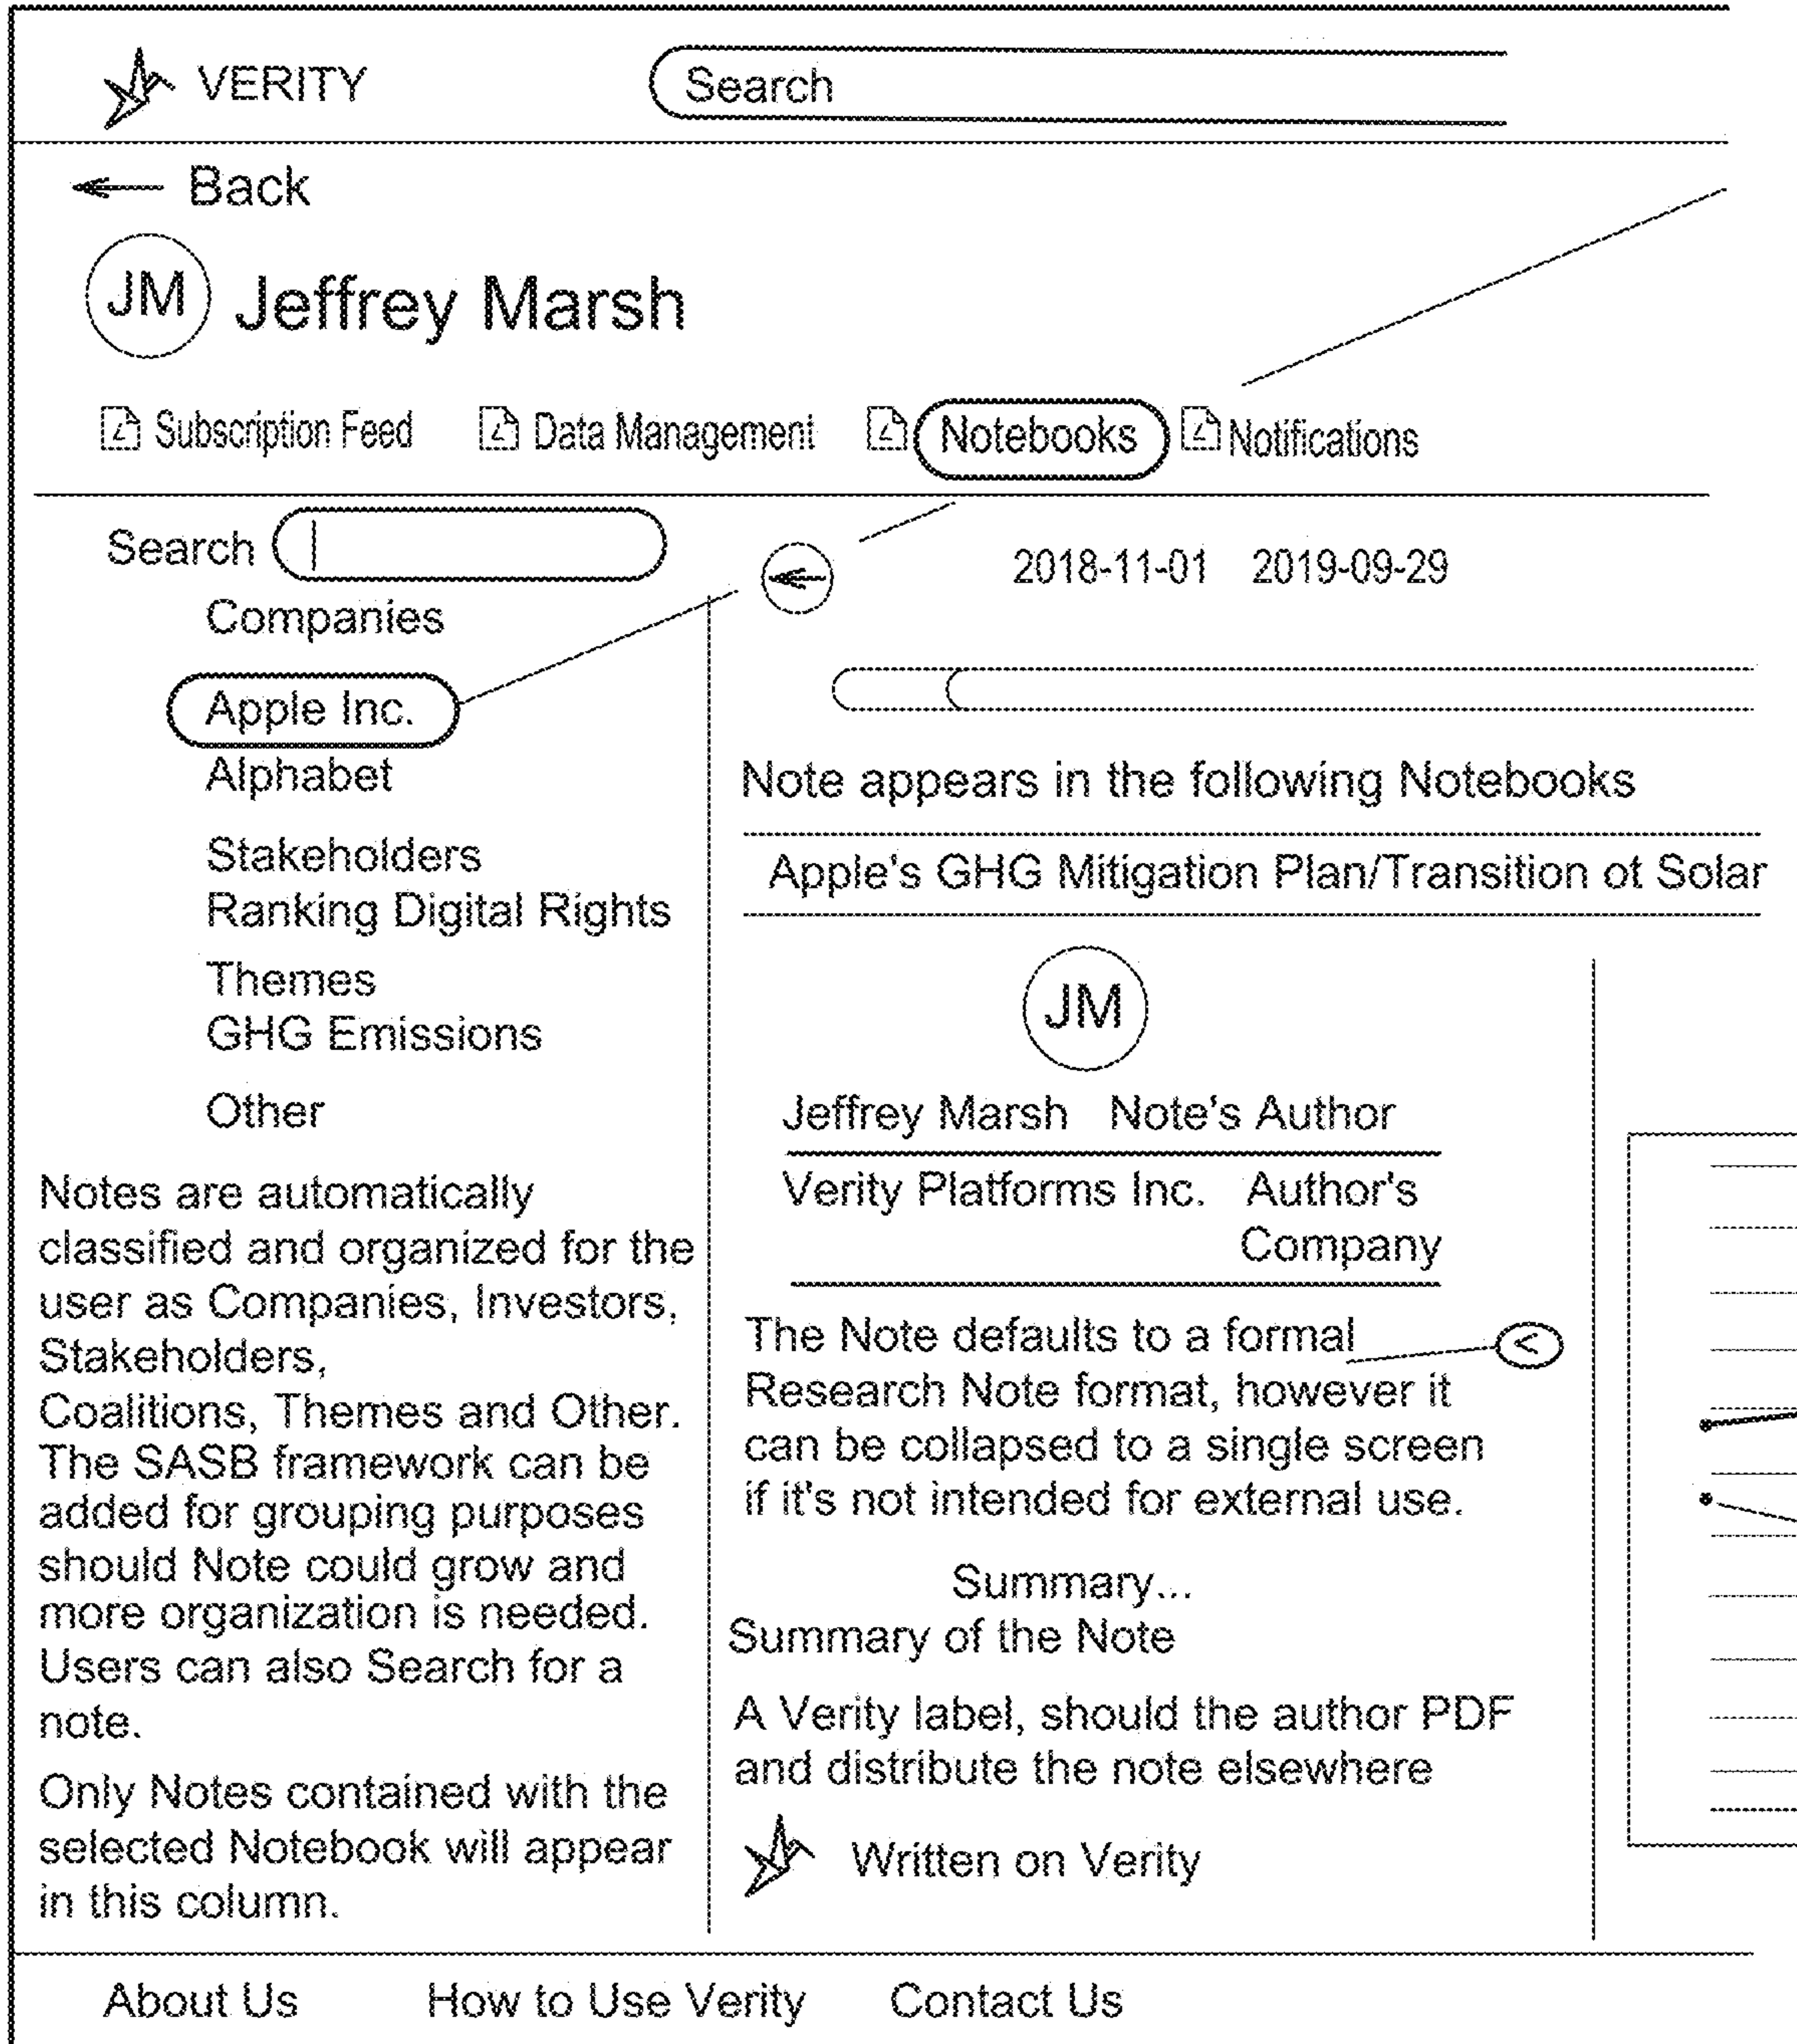 VERITY
Search
Back
JM
Jeffrey Marsh
Subscription Feed
Data Management
Notebooks
Notifications
Search
Companies
Apple Inc.
Alphabet
Stakeholders
Ranking Digital Rights
Themes
GHG Emissions
Other
Notes are automatically
classified and organized for the
user as Companies, Investors,
Stakeholders,
Coalitions, Themes and Other.
The SASB framework can be
added for grouping purposes
should Note could grow and
more organization is needed.
Users can also Search for a
note.
Only Notes contained with the
selected Notebook will appear
in this column.
2018-11-01 2019-09-29
Note appears in the following Notebooks
Apple's GHG Mitigation Plan/Transition ot Solar
JM
Jeffrey Marsh Note's Author
Verity Platforms Inc. Author's
Company
The Note defaults to a formal
<
Research Note format, however it
can be collapsed to a single screen
if it's not intended for external use.
Summary...
Summary of the Note
A Verity label, should the author PDF
and distribute the note elsewhere
Written on Verity
About Us
How to Use Verity
Contact Us